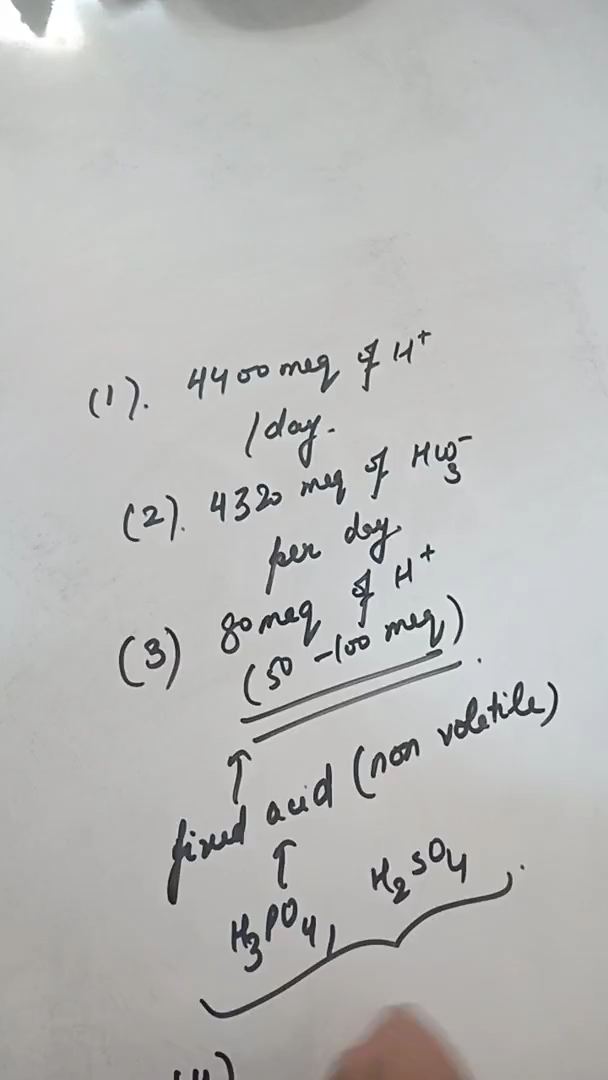 (1). 4400 meq of H⁺
/day.
(2). 4320 meq of HCO₃⁻
per day.
(3) 80 meq of H⁺
(50 - 100 meq)
fixed acid (non volatile)
H₃PO₄, H₂SO₄